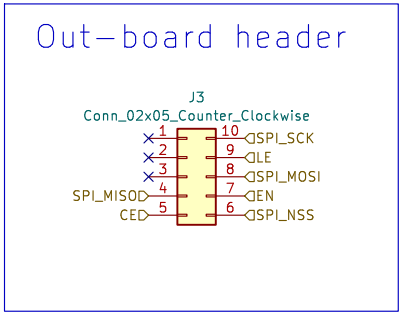 Out-board header
J3
Conn_02x05_Counter_Clockwise
1 10 SPI_SCK
2 9 LE
3 8 SPI_MOSI
SPI_MISO 4 7 EN
CE 5 6 SPI_NSS